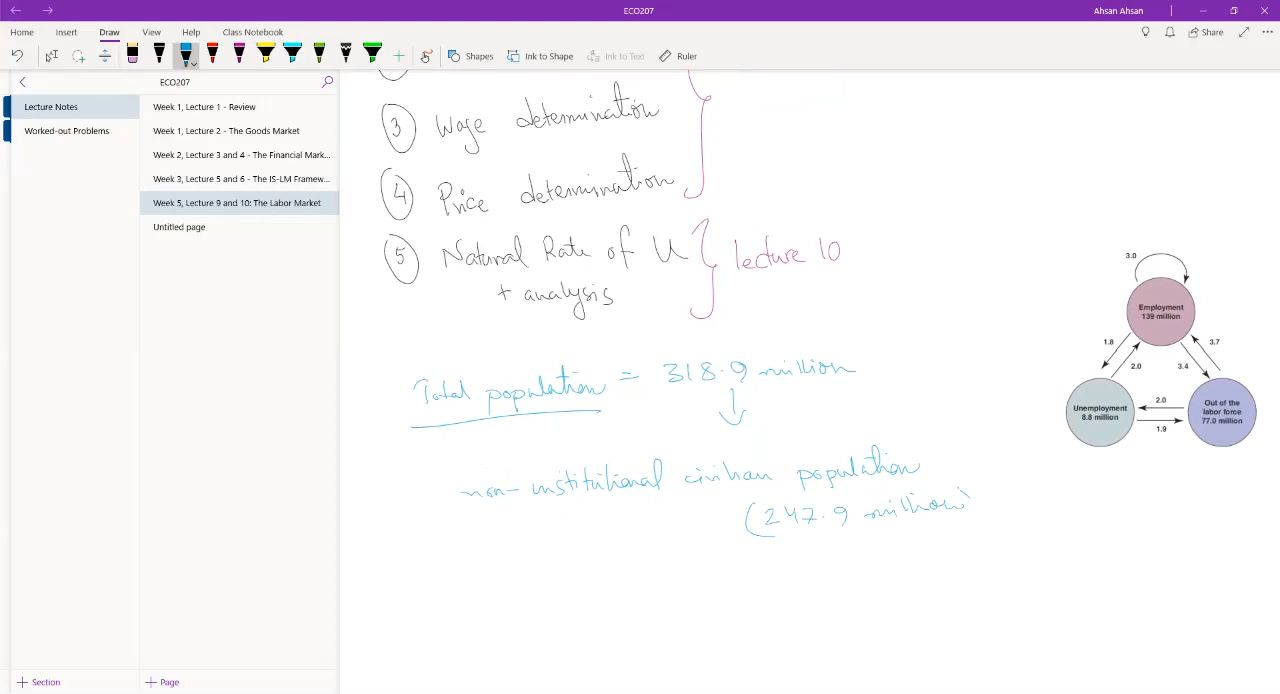 ECO207
Ahsan Ahsan
Home Insert Draw View Help Class Notebook
Share
Shapes Ink to Shape Ink to Text Ruler
ECO207
Lecture Notes
Worked-out Problems
Week 1, Lecture 1 - Review
Week 1, Lecture 2 - The Goods Market
Week 2, Lecture 3 and 4 - The Financial Mark...
Week 3, Lecture 5 and 6 - The IS-LM Framew...
Week 5, Lecture 9 and 10: The Labor Market
Untitled page
3 Wage determination
4 Price determination
5 Natural Rate of U
+ analysis
lecture 10
Total population = 318.9 million
non-institutional civilian population
(247.9 million)
3.0
Employment
139 million
1.8
2.0
3.4
3.7
Unemployment
8.8 million
2.0
1.9
Out of the
labor force
77.0 million
+ Section
+ Page